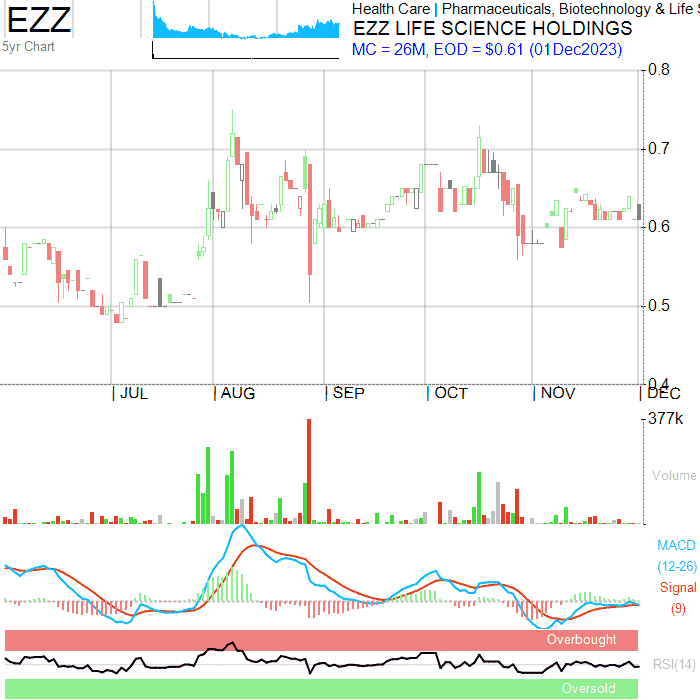 EZZ
5yr Chart
Health Care | Pharmaceuticals, Biotechnology & Life
EZZ LIFE SCIENCE HOLDINGS
MC = 26M, EOD = $0.61 (01Dec2023)
0.8
0.7
0.6
0.5
0.4
| JUL | AUG | SEP | OCT | NOV | DEC
377k
Volume
MACD
(12-26)
Signal
(9)
Overbought
RSI(14)
Oversold